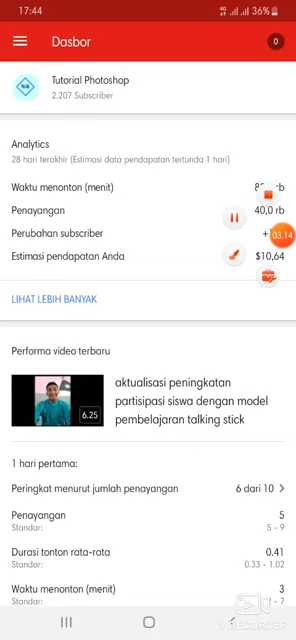 17:44
36%
Dasbor
0
Tutorial Photoshop
2.207 Subscriber
Analytics
28 hari terakhir (Estimasi data pendapatan tertunda 1 hari)
Waktu menonton (menit)
rb
Penayangan 40,0 rb
Perubahan subscriber +
03.14
Estimasi pendapatan Anda $10,64
LIHAT LEBIH BANYAK
Performa video terbaru
aktualisasi peningkatan
partisipasi siswa dengan model
pembelajaran talking stick
6.25
1 hari pertama:
Peringkat menurut jumlah penayangan 6 dari 10
Penayangan 5
Standar: 5 - 9
Durasi tonton rata-rata 0.41
Standar: 0.33 - 1.02
Waktu menonton (menit) 3
Standar: - 7
VRECORDER